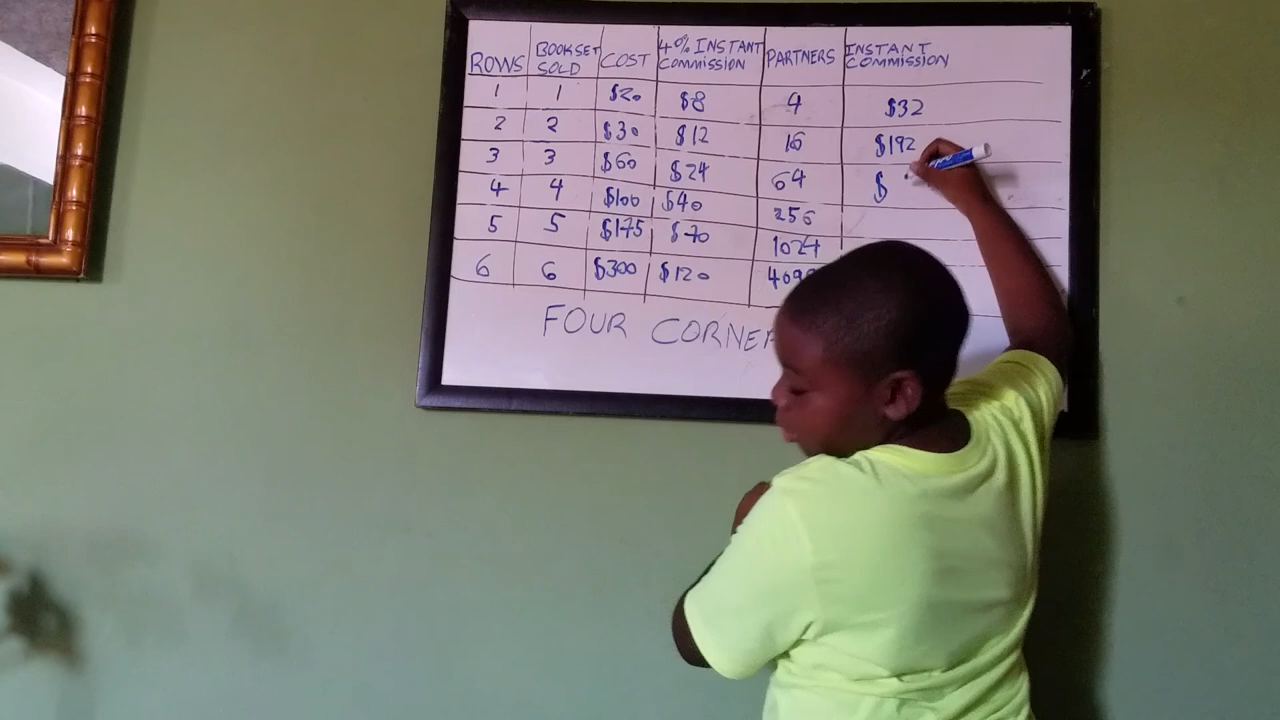 ROWS BOOKSET SOLD COST 40% INSTANT COMMISSION PARTNERS INSTANT COMMISSION
1 1 $20 $8 4 $32
2 2 $30 $12 16 $192
3 3 $60 $24 64 $
4 4 $100 $40 256
5 5 $175 $70 1024
6 6 $300 $120
FOUR